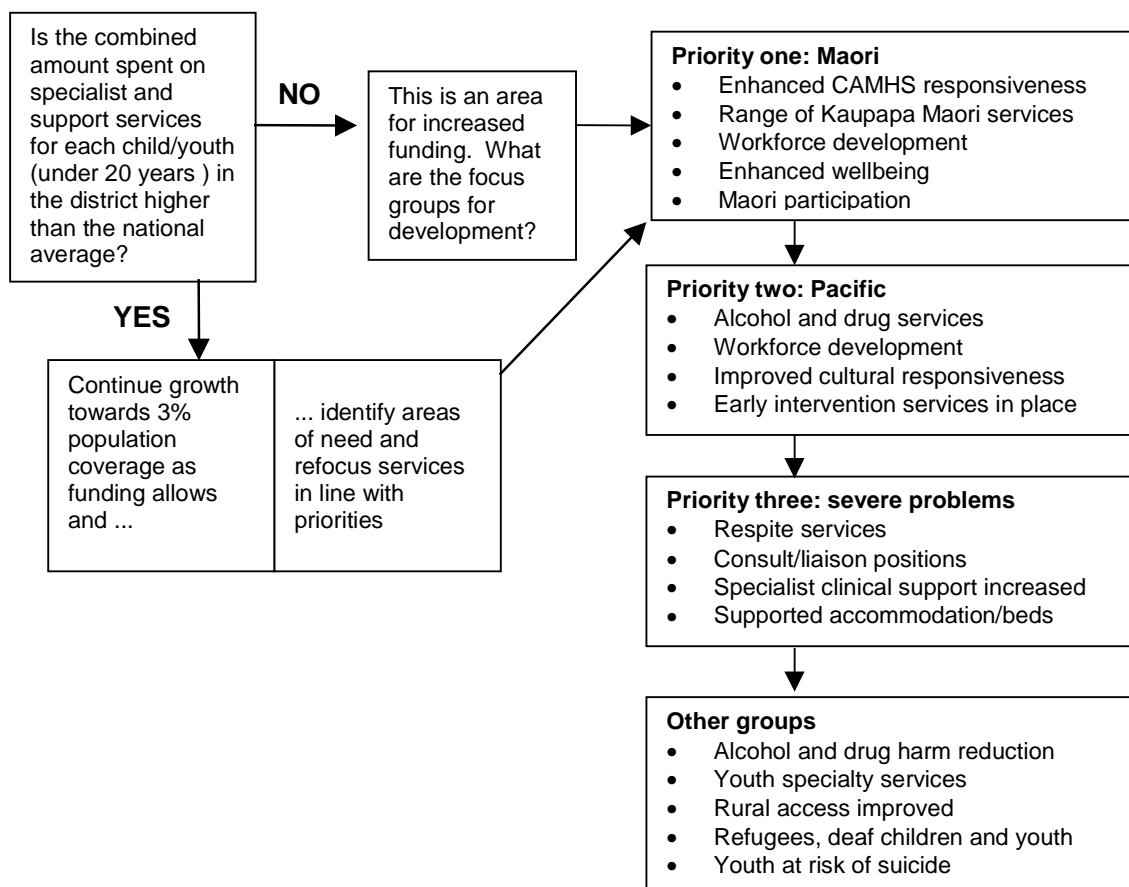 Is the combined
amount spent on
specialist and
support services
for each child/youth
(under 20 years ) in
the district higher
than the national
average?
NO
This is an area
for increased
funding.  What
are the focus
groups for
development?
YES
Continue growth
towards 3%
population
coverage as
funding allows
and ...
... identify areas
of need and
refocus services
in line with
priorities
Priority one: Maori
• Enhanced CAMHS responsiveness
• Range of Kaupapa Maori services
• Workforce development
• Enhanced wellbeing
• Maori participation
Priority two: Pacific
• Alcohol and drug services
• Workforce development
• Improved cultural responsiveness
• Early intervention services in place
Priority three: severe problems
• Respite services
• Consult/liaison positions
• Specialist clinical support increased
• Supported accommodation/beds
Other groups
• Alcohol and drug harm reduction
• Youth specialty services
• Rural access improved
• Refugees, deaf children and youth
• Youth at risk of suicide